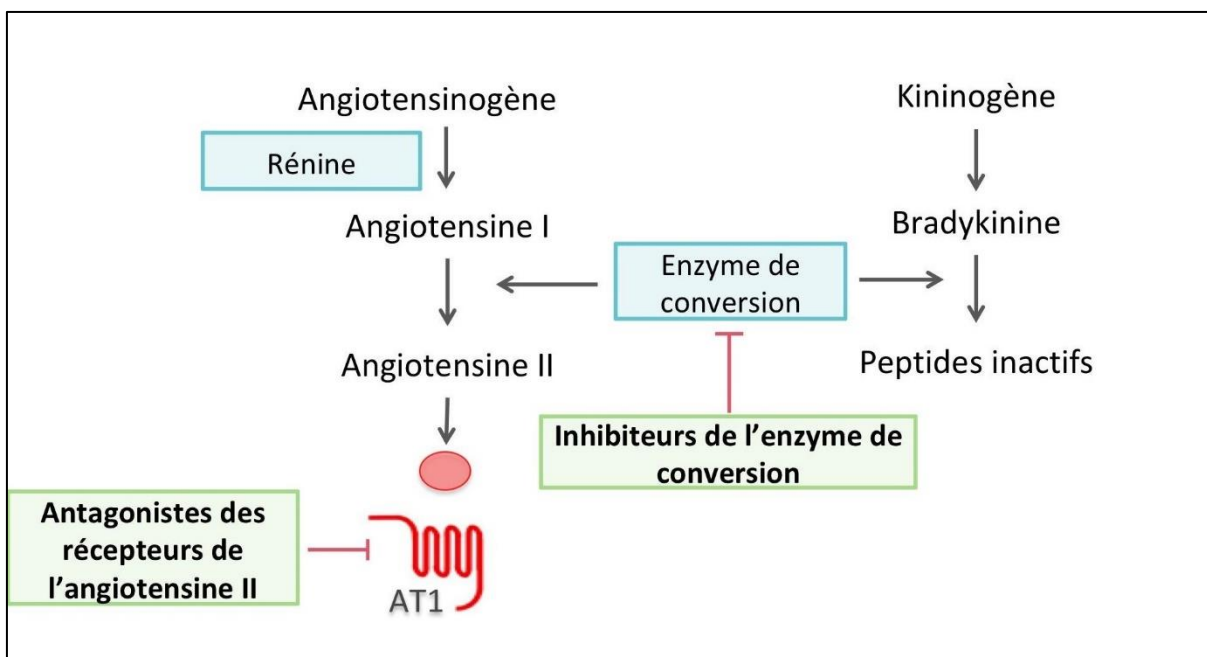 Angiotensinogène
Kininogène
Rénine
Angiotensine I
Bradykinine
Enzyme de
conversion
Angiotensine II
Peptides inactifs
Inhibiteurs de l’enzyme de
conversion
Antagonistes des
récepteurs de
l’angiotensine II
AT1